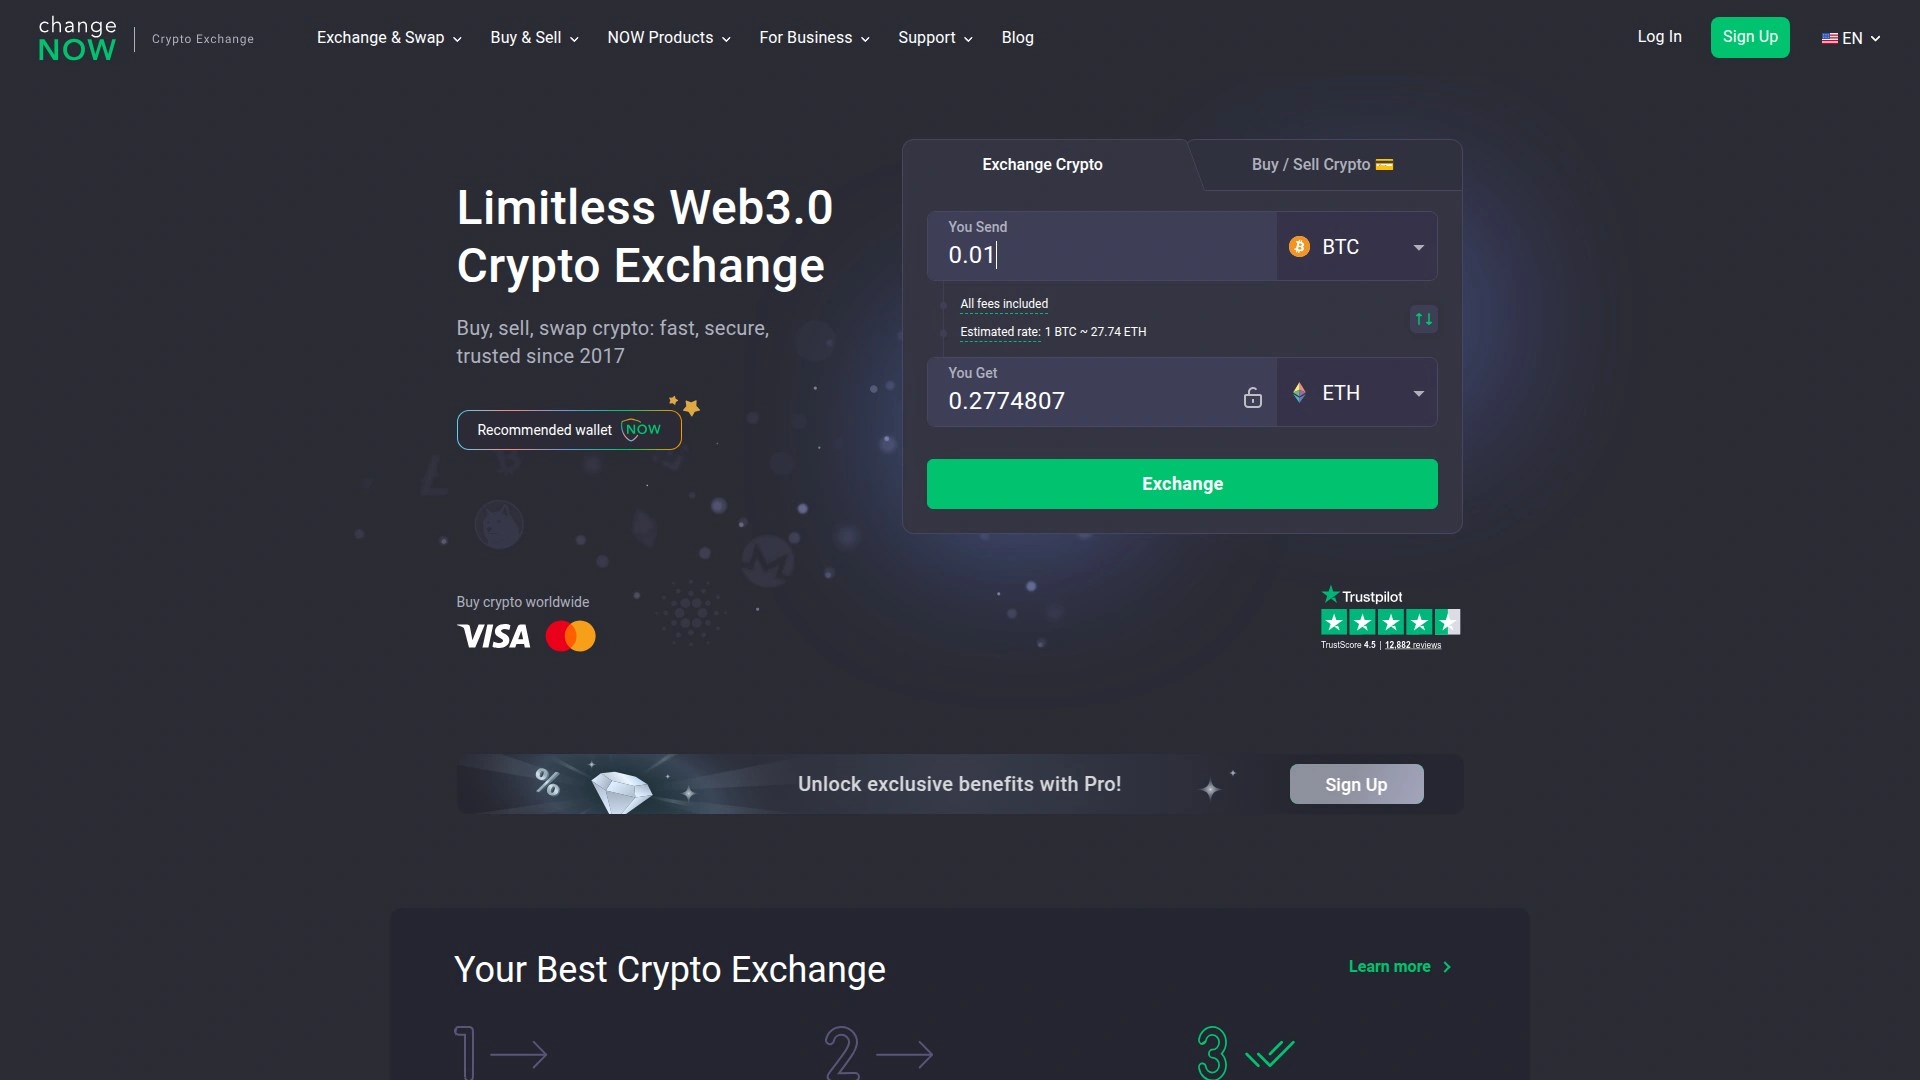 change
NOW
Crypto Exchange
Exchange & Swap
Buy & Sell
NOW Products
For Business
Support
Blog
Log In
Sign Up
EN
Limitless Web3.0
Crypto Exchange
Buy, sell, swap crypto: fast, secure,
trusted since 2017
Recommended wallet NOW
Exchange Crypto
Buy / Sell Crypto
You Send
0.01
BTC
All fees included
Estimated rate: 1 BTC ~ 27.74 ETH
You Get
0.2774807
ETH
Exchange
Buy crypto worldwide
VISA
Trustpilot
TrustScore 4.5 | 12,882 reviews
%
Unlock exclusive benefits with Pro!
Sign Up
Your Best Crypto Exchange
Learn more
1
2
3